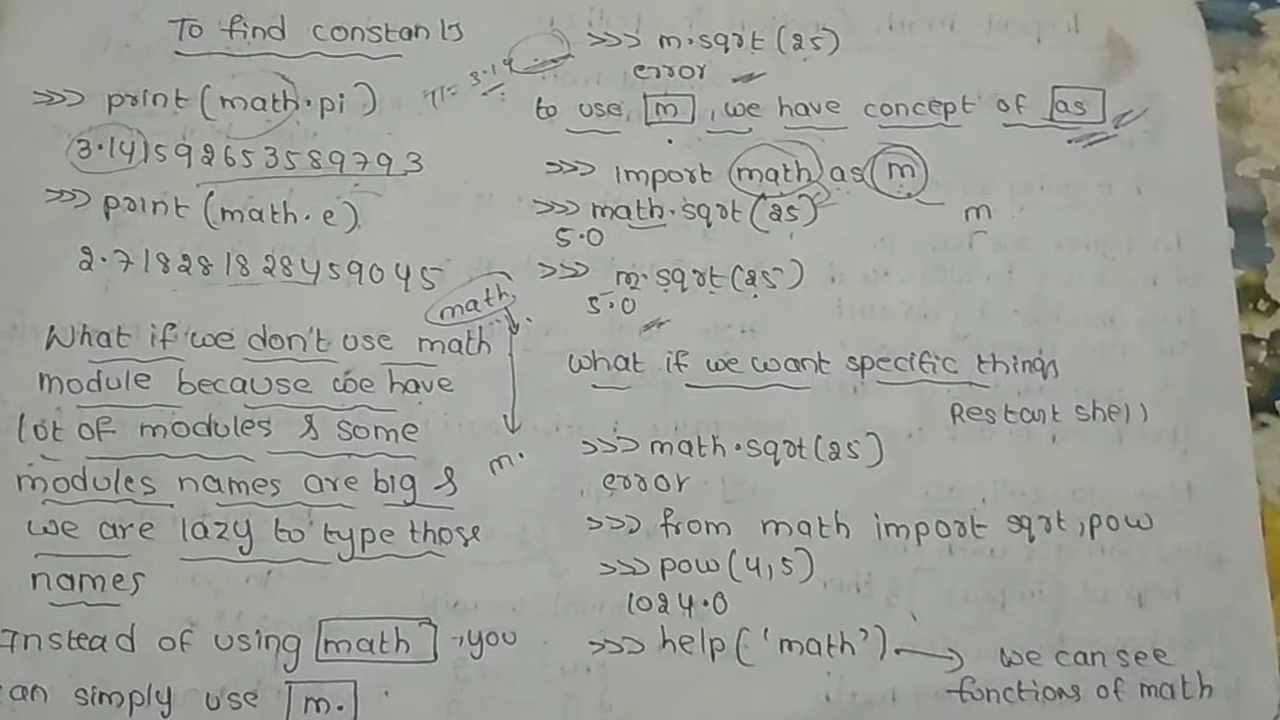 To find constants
>>> print(math.pi)
π = 3.14
3.141592653589793
>>> print(math.e)
2.718281828459045
math
What if we don't use math
module because we have
lot of modules & some
m.
modules names are big &
we are lazy to type those
names
Instead of using math, you
an simply use m.
>>> m.sqrt(25)
error
to use m, we have concept of as
>>> import math as m
>>> math.sqrt(25)
m
5.0
>>> m.sqrt(25)
5.0
what if we want specific things
Restart shell
>>> math.sqrt(25)
error
>>> from math import sqrt, pow
>>> pow(4,5)
1024.0
>>> help('math') → we can see
functions of math